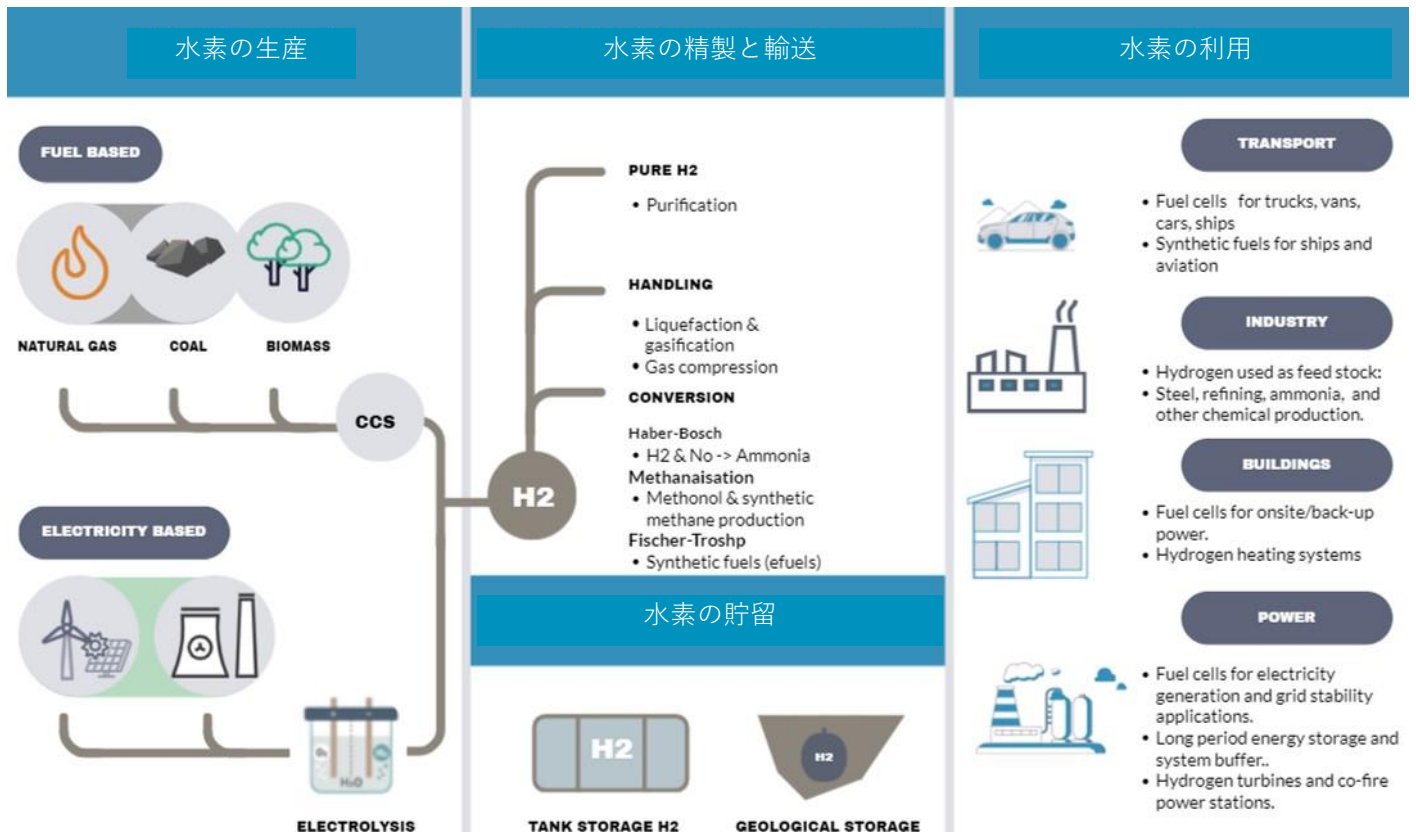 水素の生産
FUEL BASED
NATURAL GAS
COAL
BIOMASS
CCS
ELECTRICITY BASED
H₂O
ELECTROLYSIS
水素の精製と輸送
H2
PURE H2
• Purification
HANDLING
• Liquefaction &
gasification
• Gas compression
CONVERSION
Haber-Bosch
• H2 & No -> Ammonia
Methanaisation
• Methonol & synthetic
methane production
Fischer-Troshp
• Synthetic fuels (efuels)
水素の貯留
H2
TANK STORAGE H2
H2
GEOLOGICAL STORAGE
水素の利用
TRANSPORT
• Fuel cells for trucks, vans,
cars, ships
• Synthetic fuels for ships and
aviation
INDUSTRY
• Hydrogen used as feed stock:
• Steel, refining, ammonia, and
other chemical production.
BUILDINGS
• Fuel cells for onsite/back-up
power.
• Hydrogen heating systems
POWER
• Fuel cells for electricity
generation and grid stability
applications.
• Long period energy storage and
system buffer..
• Hydrogen turbines and co-fire
power stations.